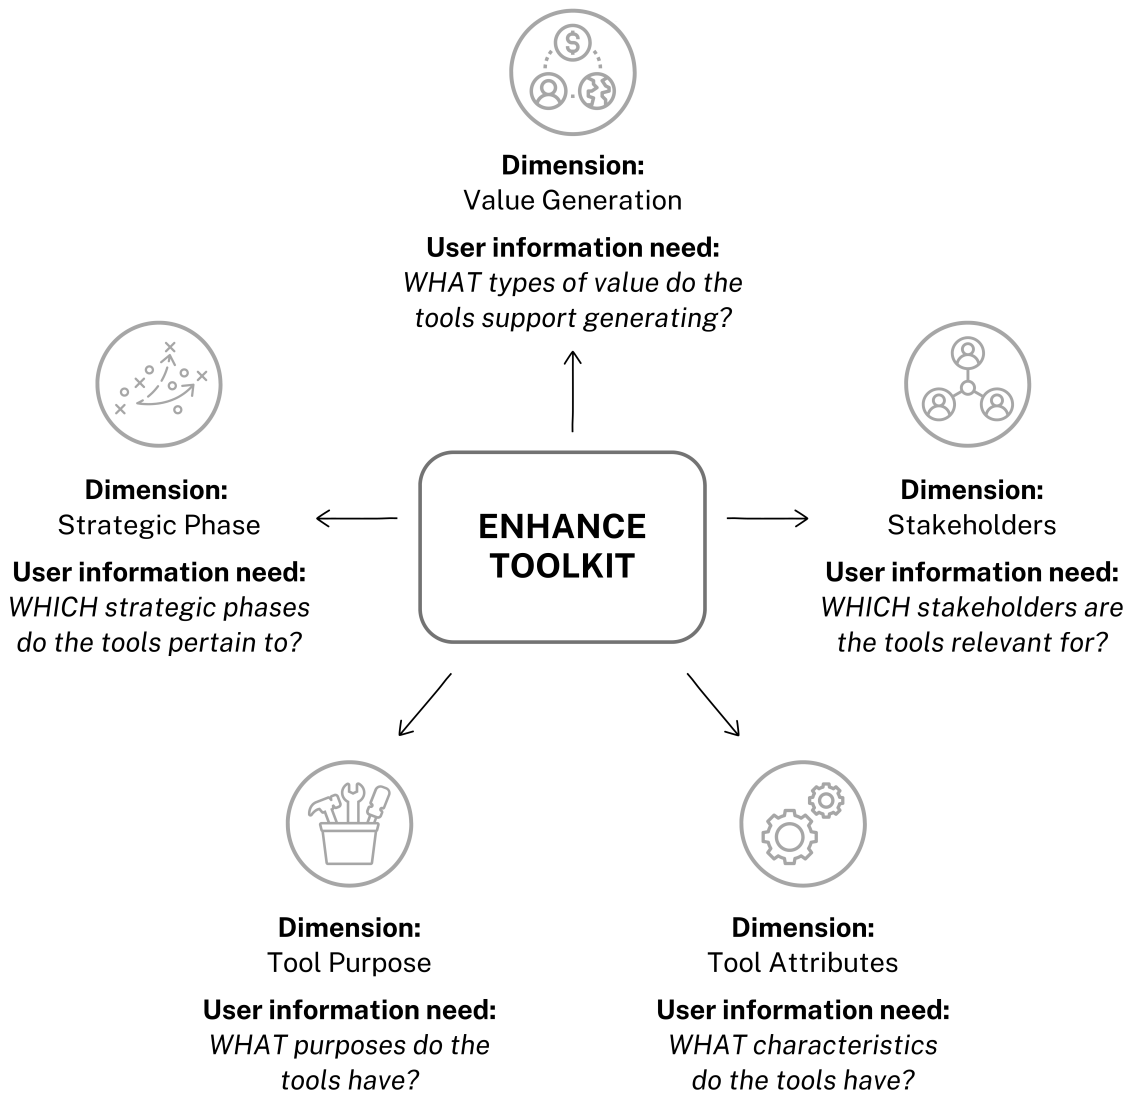 $
Dimension:
Value Generation
User information need:
WHAT types of value do the
tools support generating?
Dimension:
Strategic Phase
User information need:
WHICH strategic phases
do the tools pertain to?
ENHANCE
TOOLKIT
Dimension:
Stakeholders
User information need:
WHICH stakeholders are
the tools relevant for?
Dimension:
Tool Purpose
User information need:
WHAT purposes do the
tools have?
Dimension:
Tool Attributes
User information need:
WHAT characteristics
do the tools have?